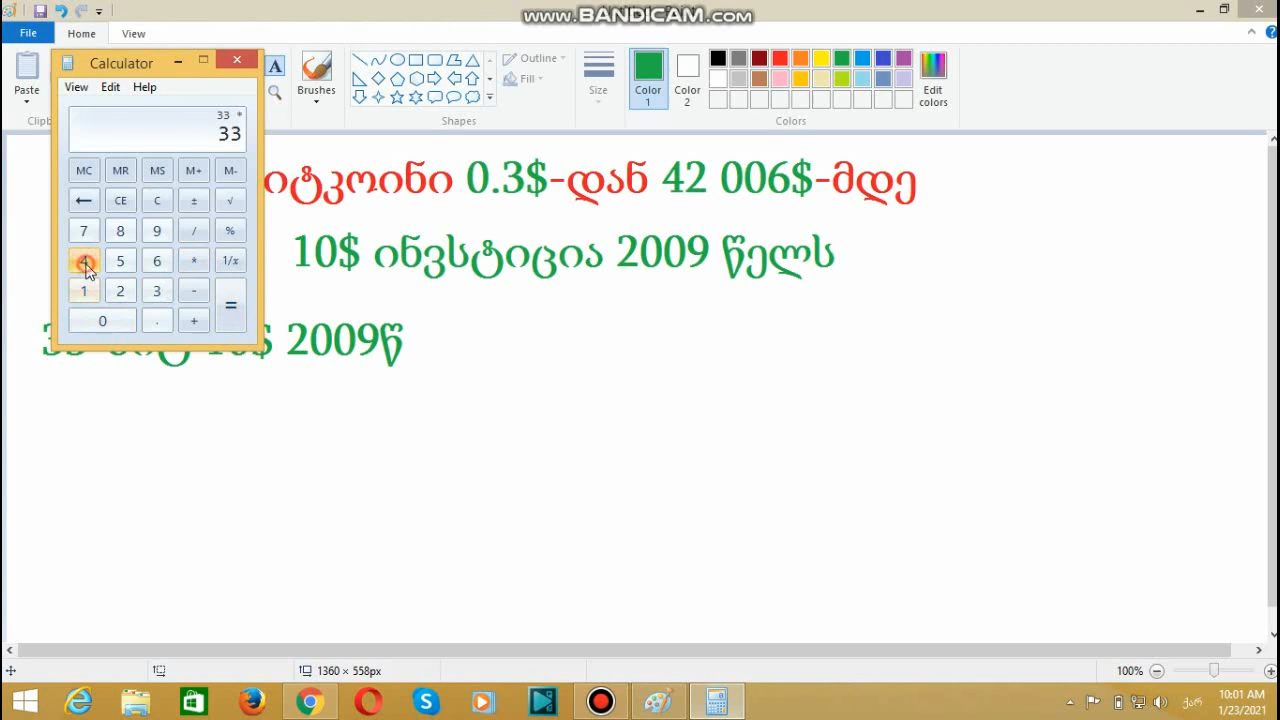 www.BANDICAM.com
File Home View
Paste
Brushes
Outline
Fill
Shapes
Size
Color 1
Color 2
Edit colors
Colors
Calculator
View Edit Help
33 *
33
MC MR MS M+ M-
← CE C ± √
7 8 9 / %
4 5 6 * 1/x
1 2 3 - =
0 . +
0.3$-დან 42 006$-მდე
10$ ინვსტიცია 2009 წელს
2009წ
1360 × 558px
100%
ქარ
10:01 AM
1/23/2021